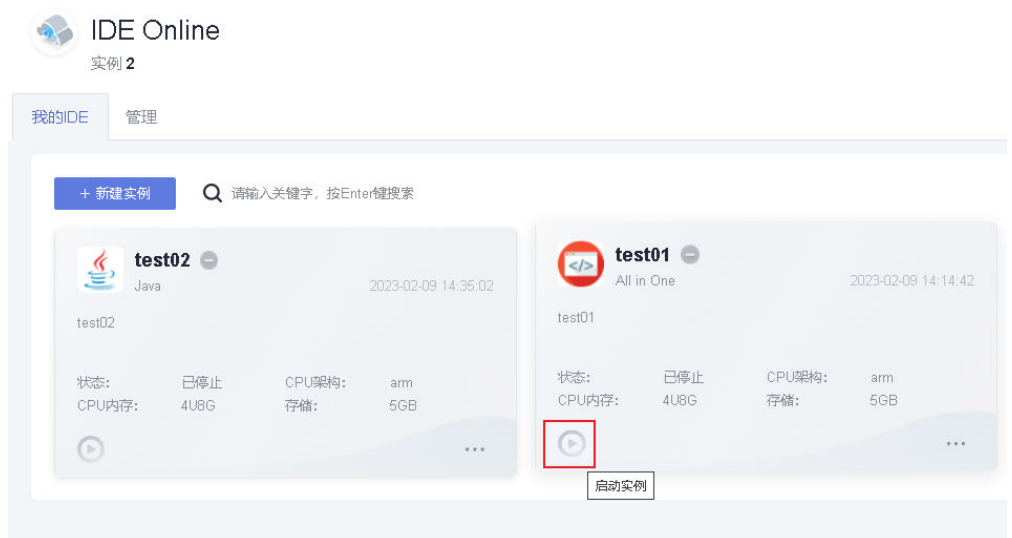 IDE Online
实例 2
我的IDE 管理
+ 新建实例 请输入关键字，按Enter键搜索
test02
Java 2023-02-09 14:35:02
test02
状态: 已停止 CPU架构: arm
CPU内存: 4U8G 存储: 5GB
test01
All in One 2023-02-09 14:14:42
test01
状态: 已停止 CPU架构: arm
CPU内存: 4U8G 存储: 5GB
启动实例